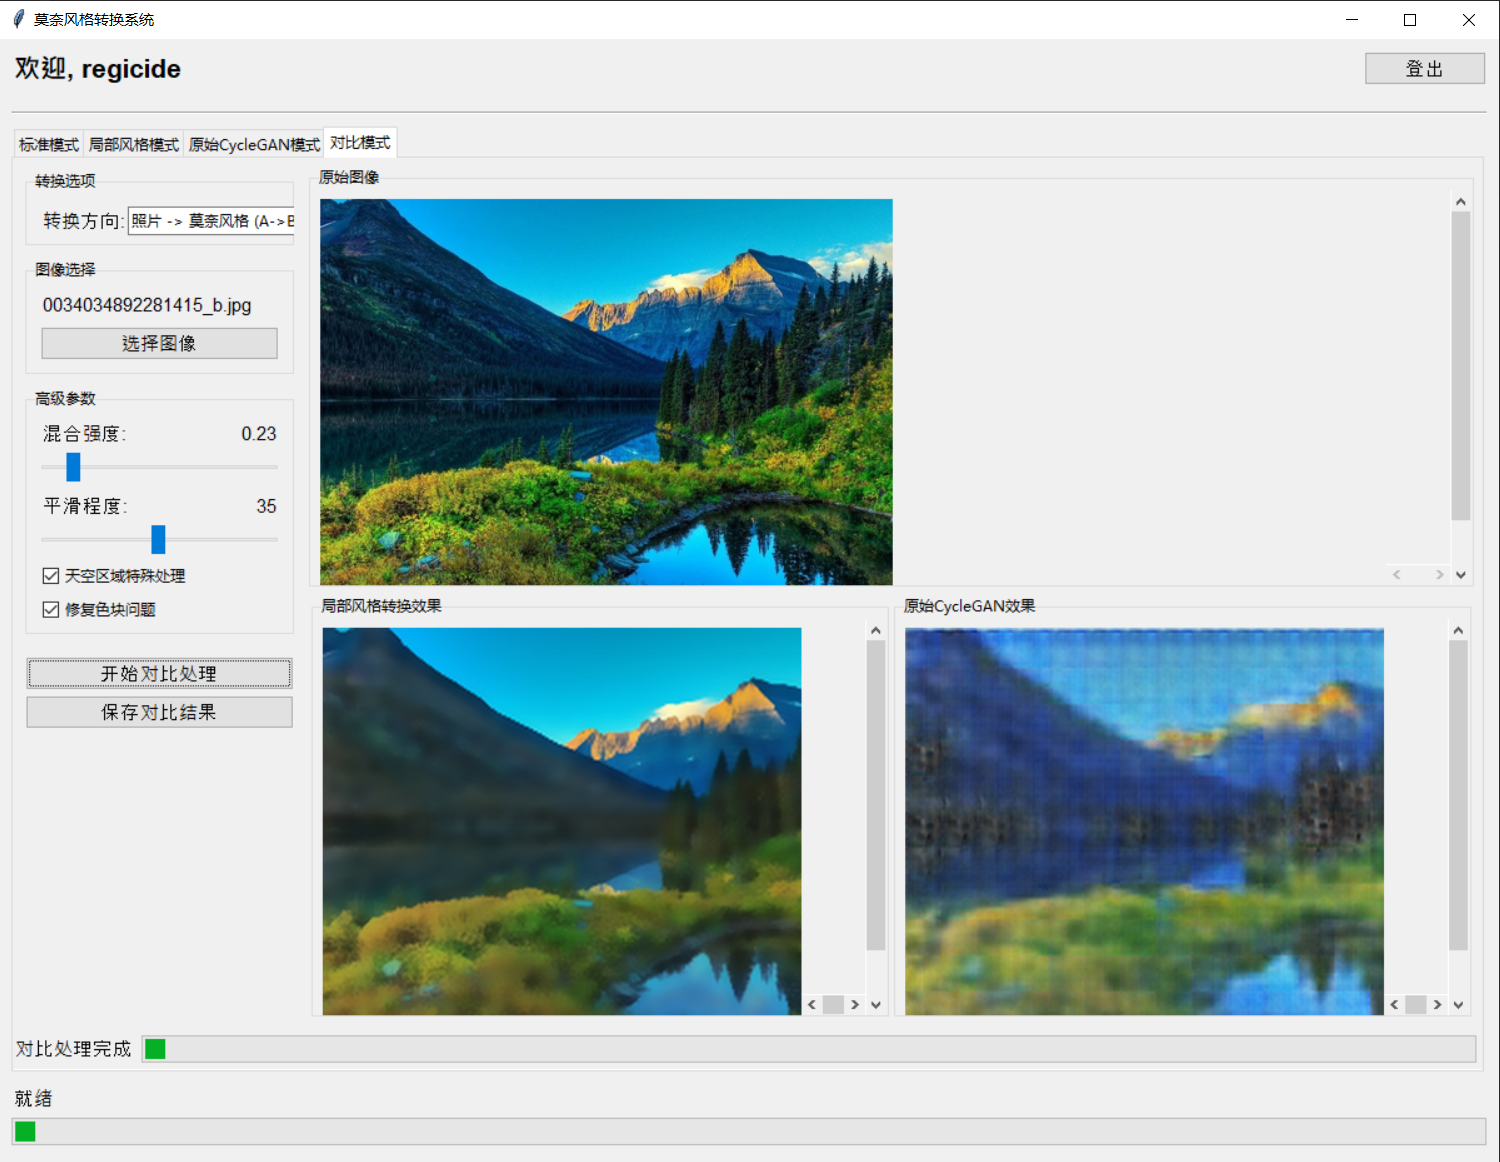 莫奈风格转换系统
欢迎, regicide
登出
标准模式 局部风格模式 原始CycleGAN模式 对比模式
转换选项
转换方向: 照片 -> 莫奈风格 (A->B
图像选择
0034034892281415_b.jpg
选择图像
高级参数
混合强度: 0.23
平滑程度: 35
天空区域特殊处理
修复色块问题
开始对比处理
保存对比结果
原始图像
局部风格转换效果
原始CycleGAN效果
对比处理完成
就绪